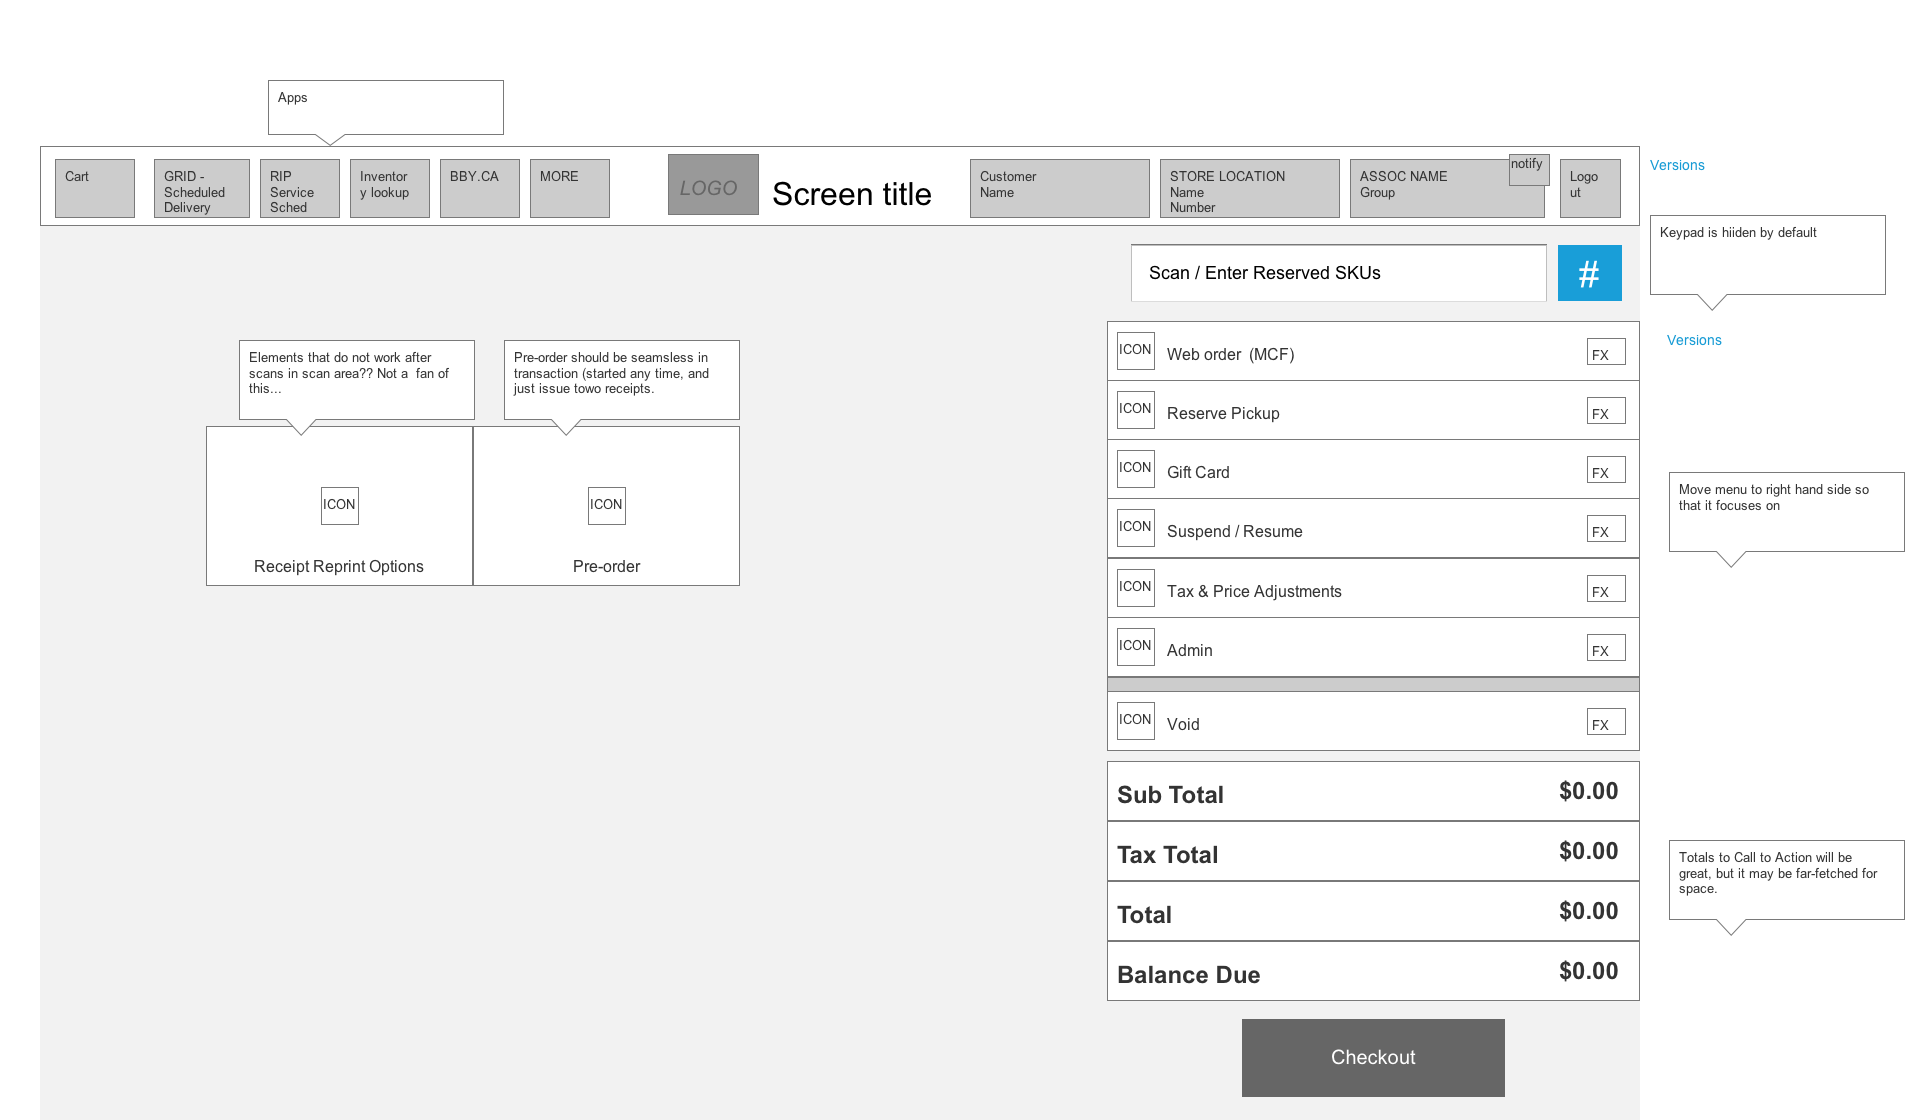 Apps
Cart
GRID -
Scheduled
Delivery
RIP
Service
Sched
Inventor
y lookup
BBY.CA
MORE
LOGO
Screen title
Customer
Name
STORE LOCATION
Name
Number
ASSOC NAME
Group
notify
Logo
ut
Versions
Keypad is hiiden by default
Scan / Enter Reserved SKUs
#
Versions
Elements that do not work after
scans in scan area?? Not a  fan of
this...
Pre-order should be seamsless in
transaction (started any time, and
just issue towo receipts.
ICON
Receipt Reprint Options
ICON
Pre-order
ICON
Web order  (MCF)
FX
ICON
Reserve Pickup
FX
ICON
Gift Card
FX
ICON
Suspend / Resume
FX
ICON
Tax & Price Adjustments
FX
ICON
Admin
FX
ICON
Void
FX
Move menu to right hand side so
that it focuses on
Sub Total
$0.00
Tax Total
$0.00
Total
$0.00
Balance Due
$0.00
Totals to Call to Action will be
great, but it may be far-fetched for
space.
Checkout